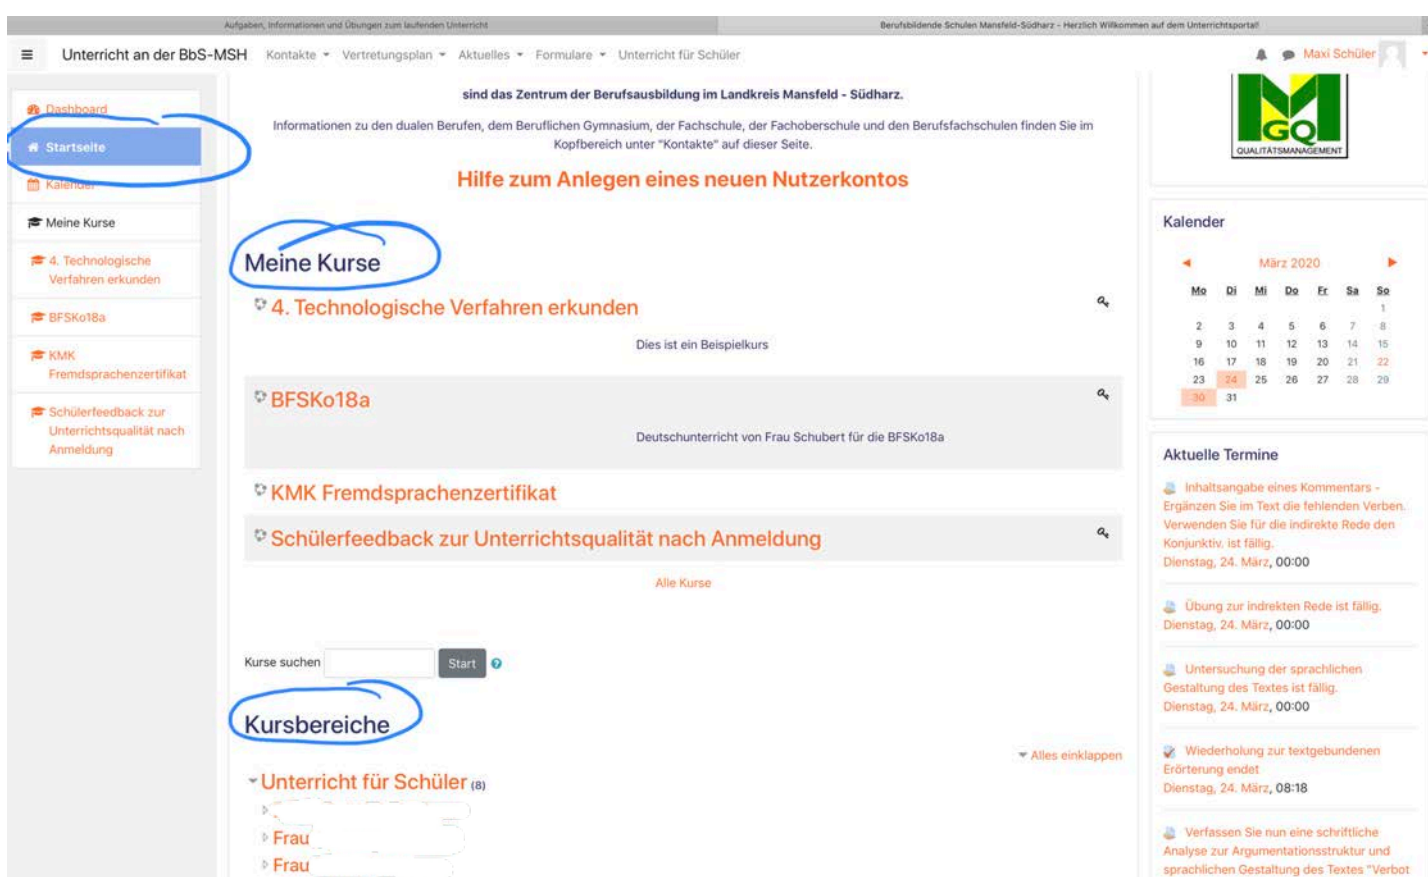 Aufgaben, Informationen und Übungen zum laufenden Unterricht
Berufsbildende Schulen Mansfeld-Südharz - Herzlich Willkommen auf dem Unterrichtsportal!
Unterricht an der BbS-MSH
Kontakte
Vertretungsplan
Aktuelles
Formulare
Unterricht für Schüler
Maxi Schüler
Dashboard
Startseite
Kalender
Meine Kurse
4. Technologische
Verfahren erkunden
BFSKo18a
KMK
Fremdsprachenzertifikat
Schülerfeedback zur
Unterrichtsqualität nach
Anmeldung
sind das Zentrum der Berufsausbildung im Landkreis Mansfeld - Südharz.
Informationen zu den dualen Berufen, dem Beruflichen Gymnasium, der Fachschule, der Fachoberschule und den Berufsfachschulen finden Sie im
Kopfbereich unter "Kontakte" auf dieser Seite.
Hilfe zum Anlegen eines neuen Nutzerkontos
Meine Kurse
4. Technologische Verfahren erkunden
Dies ist ein Beispielkurs
BFSKo18a
Deutschunterricht von Frau Schubert für die BFSKo18a
KMK Fremdsprachenzertifikat
Schülerfeedback zur Unterrichtsqualität nach Anmeldung
Alle Kurse
Kurse suchen
Start
Kursbereiche
Alles einklappen
Unterricht für Schüler (8)
Frau
Frau
GQM
QUALITÄTSMANAGEMENT
Kalender
März 2020
Mo Di Mi Do Fr Sa So
1
2 3 4 5 6 7 8
9 10 11 12 13 14 15
16 17 18 19 20 21 22
23 24 25 26 27 28 29
30 31
Aktuelle Termine
Inhaltsangabe eines Kommentars -
Ergänzen Sie im Text die fehlenden Verben.
Verwenden Sie für die indirekte Rede den
Konjunktiv. ist fällig.
Dienstag, 24. März, 00:00
Übung zur indrekten Rede ist fällig.
Dienstag, 24. März, 00:00
Untersuchung der sprachlichen
Gestaltung des Textes ist fällig.
Dienstag, 24. März, 00:00
Wiederholung zur textgebundenen
Erörterung endet
Dienstag, 24. März, 08:18
Verfassen Sie nun eine schriftliche
Analyse zur Argumentationsstruktur und
sprachlichen Gestaltung des Textes "Verbot